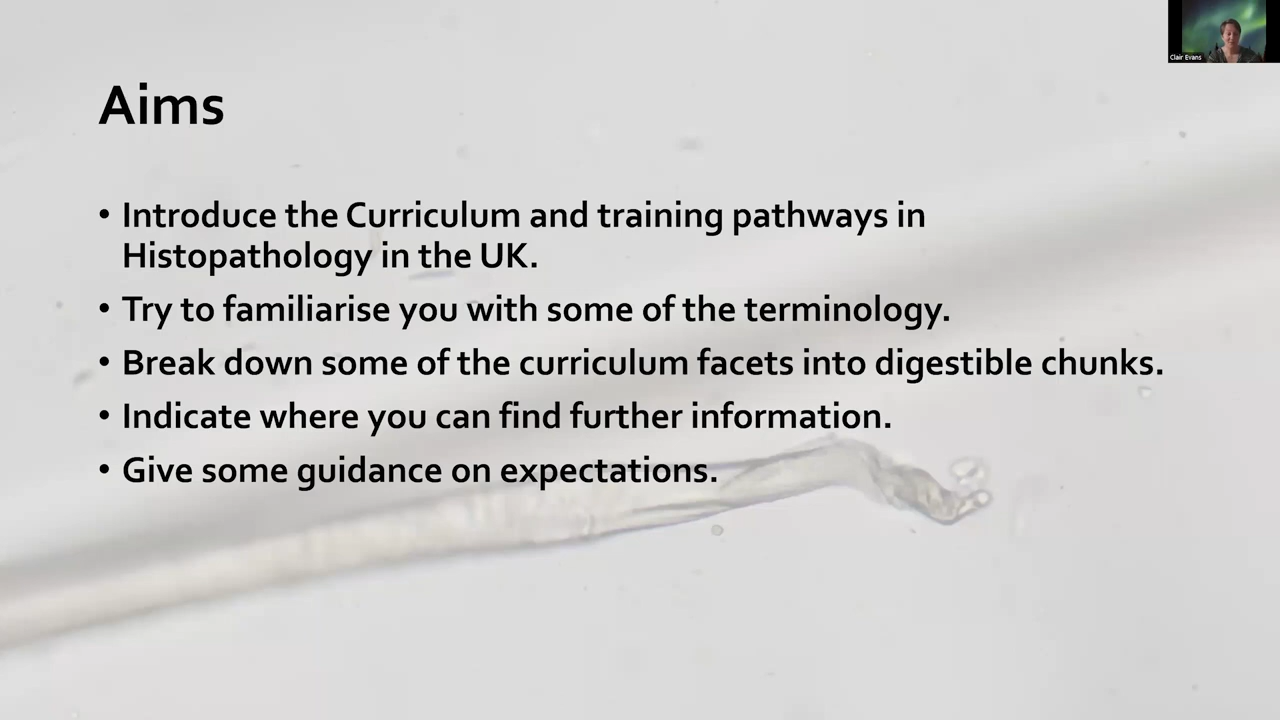 Clair Evans
Aims
• Introduce the Curriculum and training pathways in
Histopathology in the UK.
• Try to familiarise you with some of the terminology.
• Break down some of the curriculum facets into digestible chunks.
• Indicate where you can find further information.
• Give some guidance on expectations.